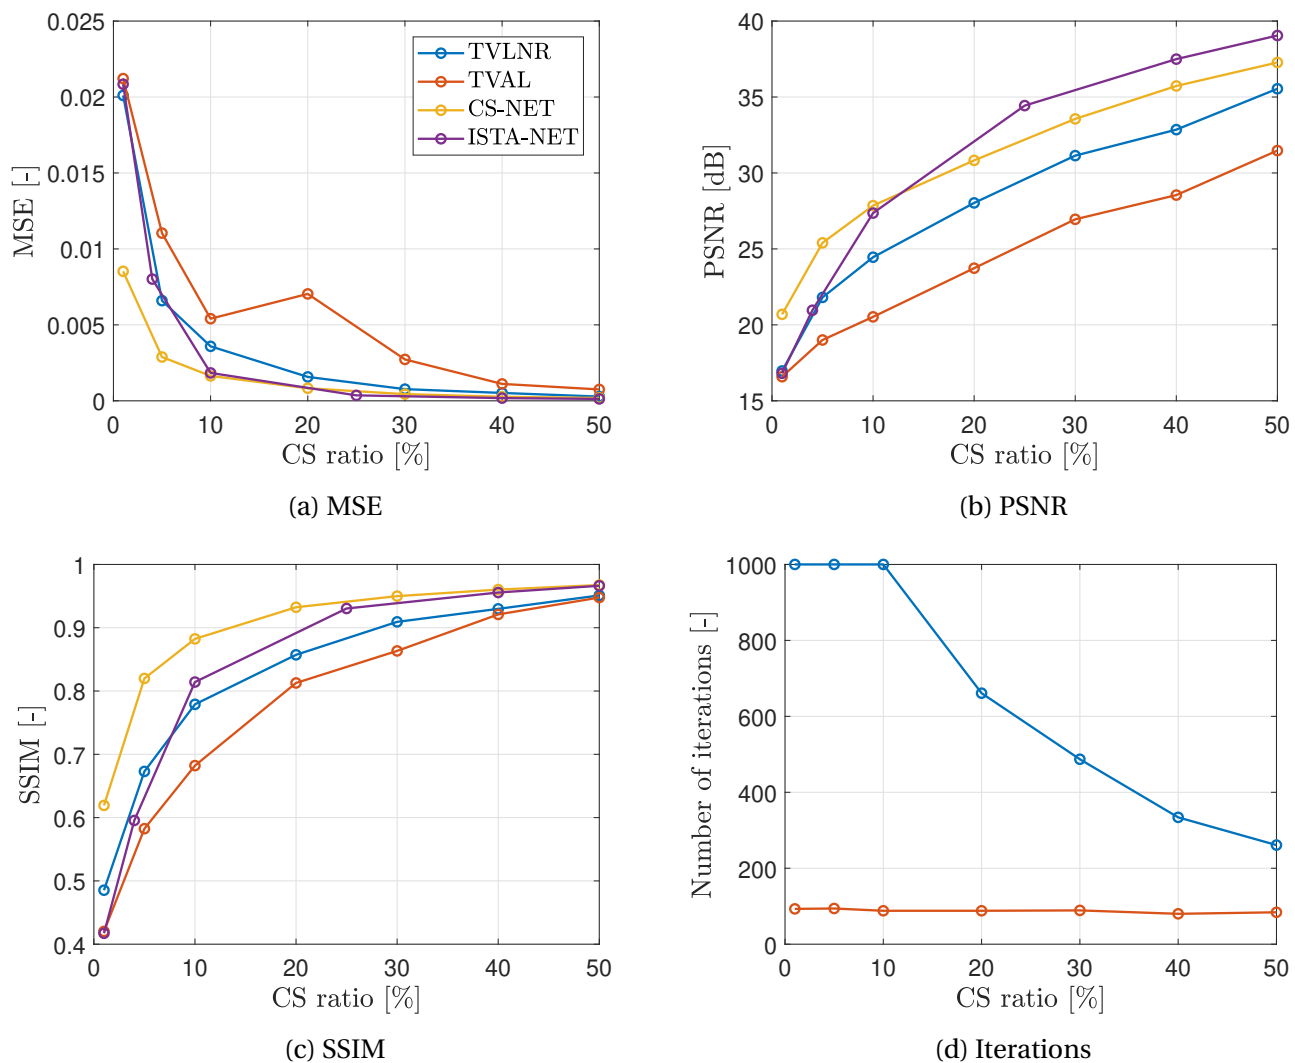 0.025
0.02
0.015
0.01
0.005
0
MSE [-]
TVLNR
TVAL
CS-NET
ISTA-NET
0 10 20 30 40 50
CS ratio [%]
(a) MSE
40
35
30
25
20
15
PSNR [dB]
0 10 20 30 40 50
CS ratio [%]
(b) PSNR
1
0.9
0.8
0.7
0.6
0.5
0.4
SSIM [-]
0 10 20 30 40 50
CS ratio [%]
(c) SSIM
1000
800
600
400
200
0
Number of iterations [-]
0 10 20 30 40 50
CS ratio [%]
(d) Iterations